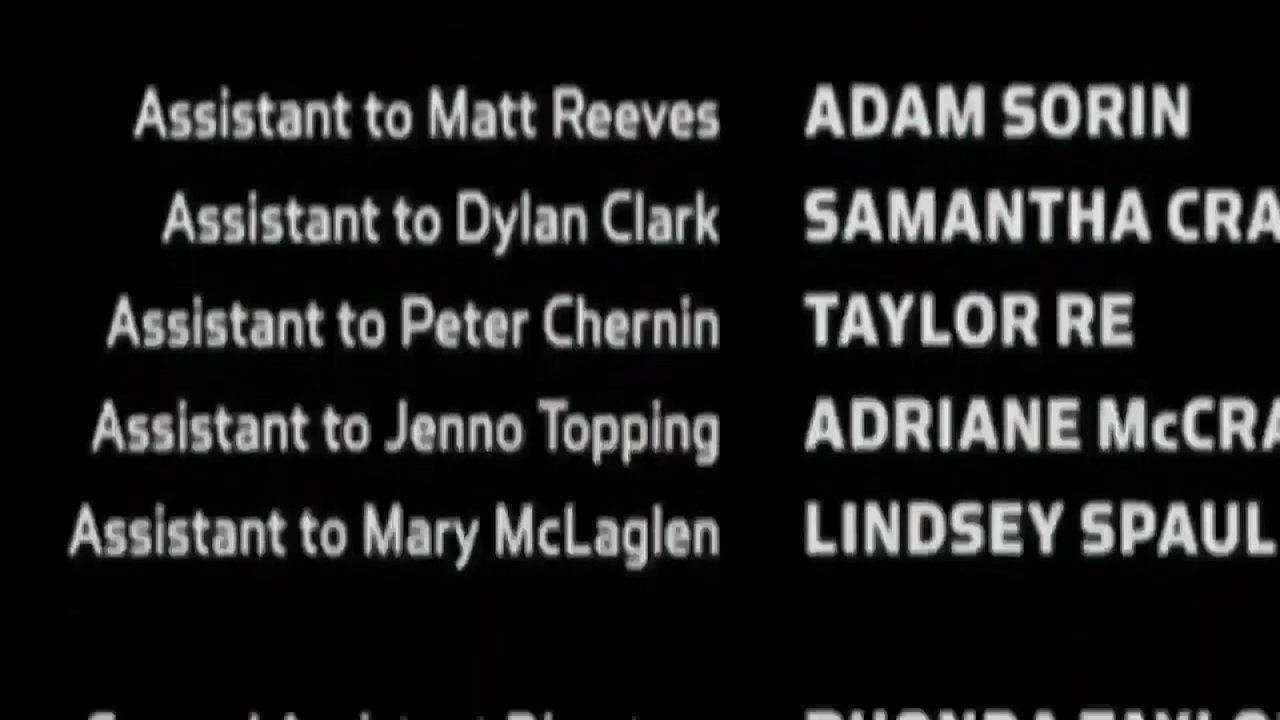 Assistant to Matt Reeves ADAM SORIN
Assistant to Dylan Clark SAMANTHA CRA
Assistant to Peter Chernin TAYLOR RE
Assistant to Jenno Topping ADRIANE McCRA
Assistant to Mary McLaglen LINDSEY SPAUL